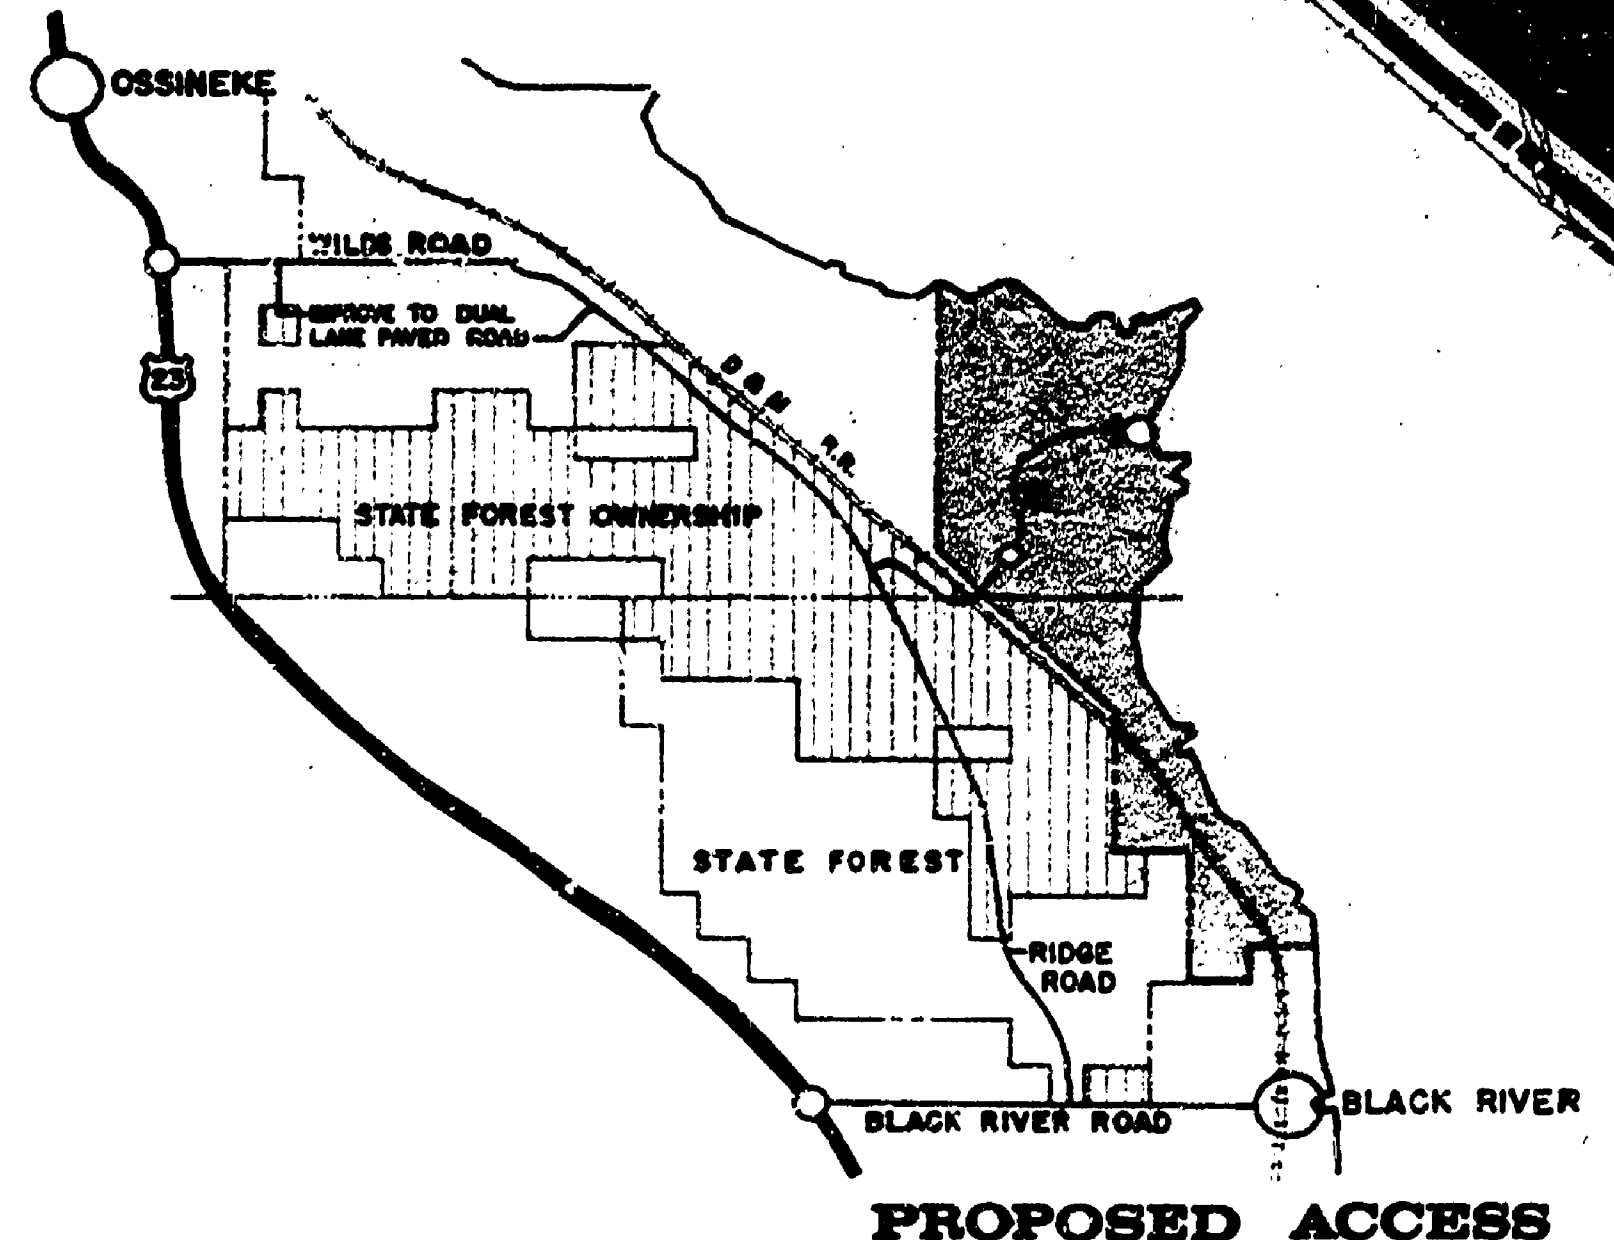 OSSINEKE
WILDS ROAD
IMPROVE TO DUAL
LANE PAVED ROAD
23
D & M R.R.
STATE FOREST OWNERSHIP
STATE FOREST
RIDGE
ROAD
BLACK RIVER
BLACK RIVER ROAD
PROPOSED ACCESS